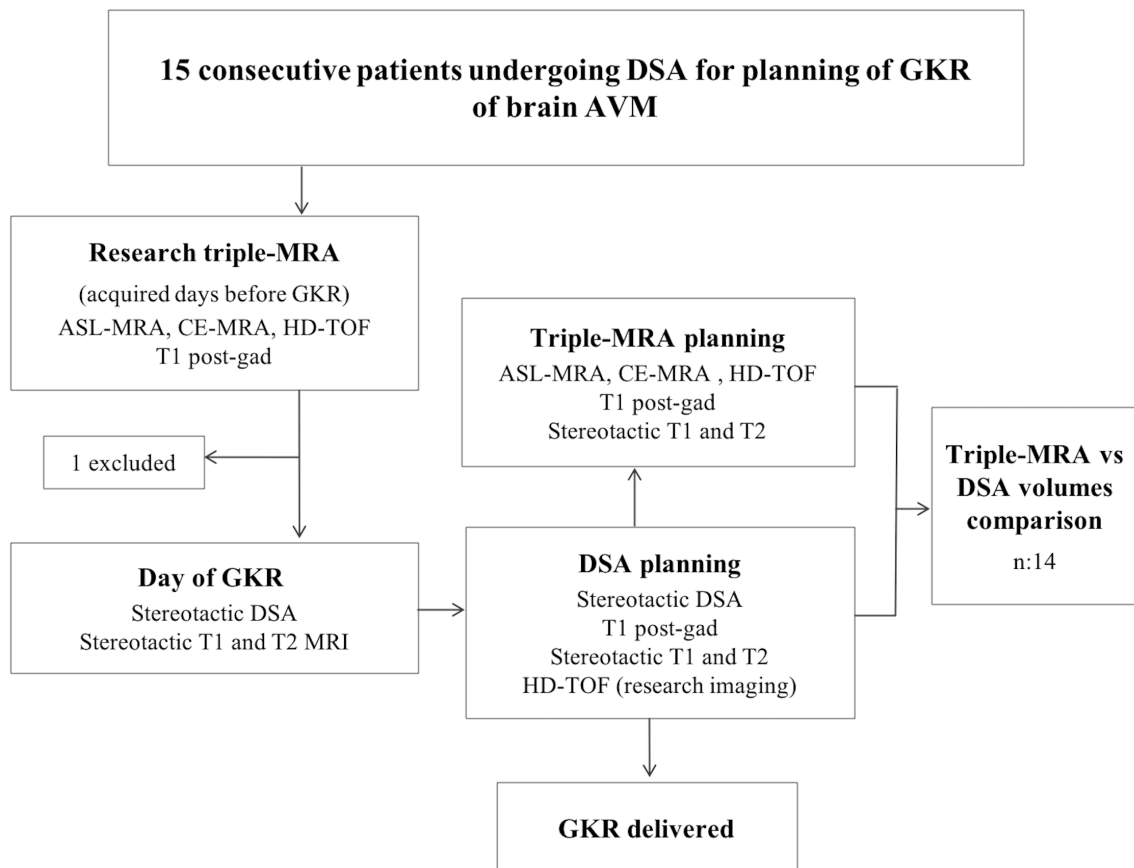 15 consecutive patients undergoing DSA for planning of GKR
of brain AVM
Research triple-MRA
(acquired days before GKR)
ASL-MRA, CE-MRA, HD-TOF
T1 post-gad
1 excluded
Day of GKR
Stereotactic DSA
Stereotactic T1 and T2 MRI
Triple-MRA planning
ASL-MRA, CE-MRA , HD-TOF
T1 post-gad
Stereotactic T1 and T2
DSA planning
Stereotactic DSA
T1 post-gad
Stereotactic T1 and T2
HD-TOF (research imaging)
Triple-MRA vs
DSA volumes
comparison
n:14
GKR delivered